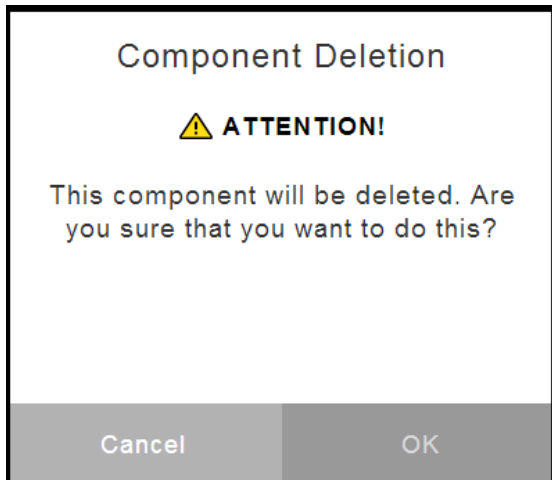 Component Deletion
ATTENTION!
This component will be deleted. Are
you sure that you want to do this?
Cancel
OK